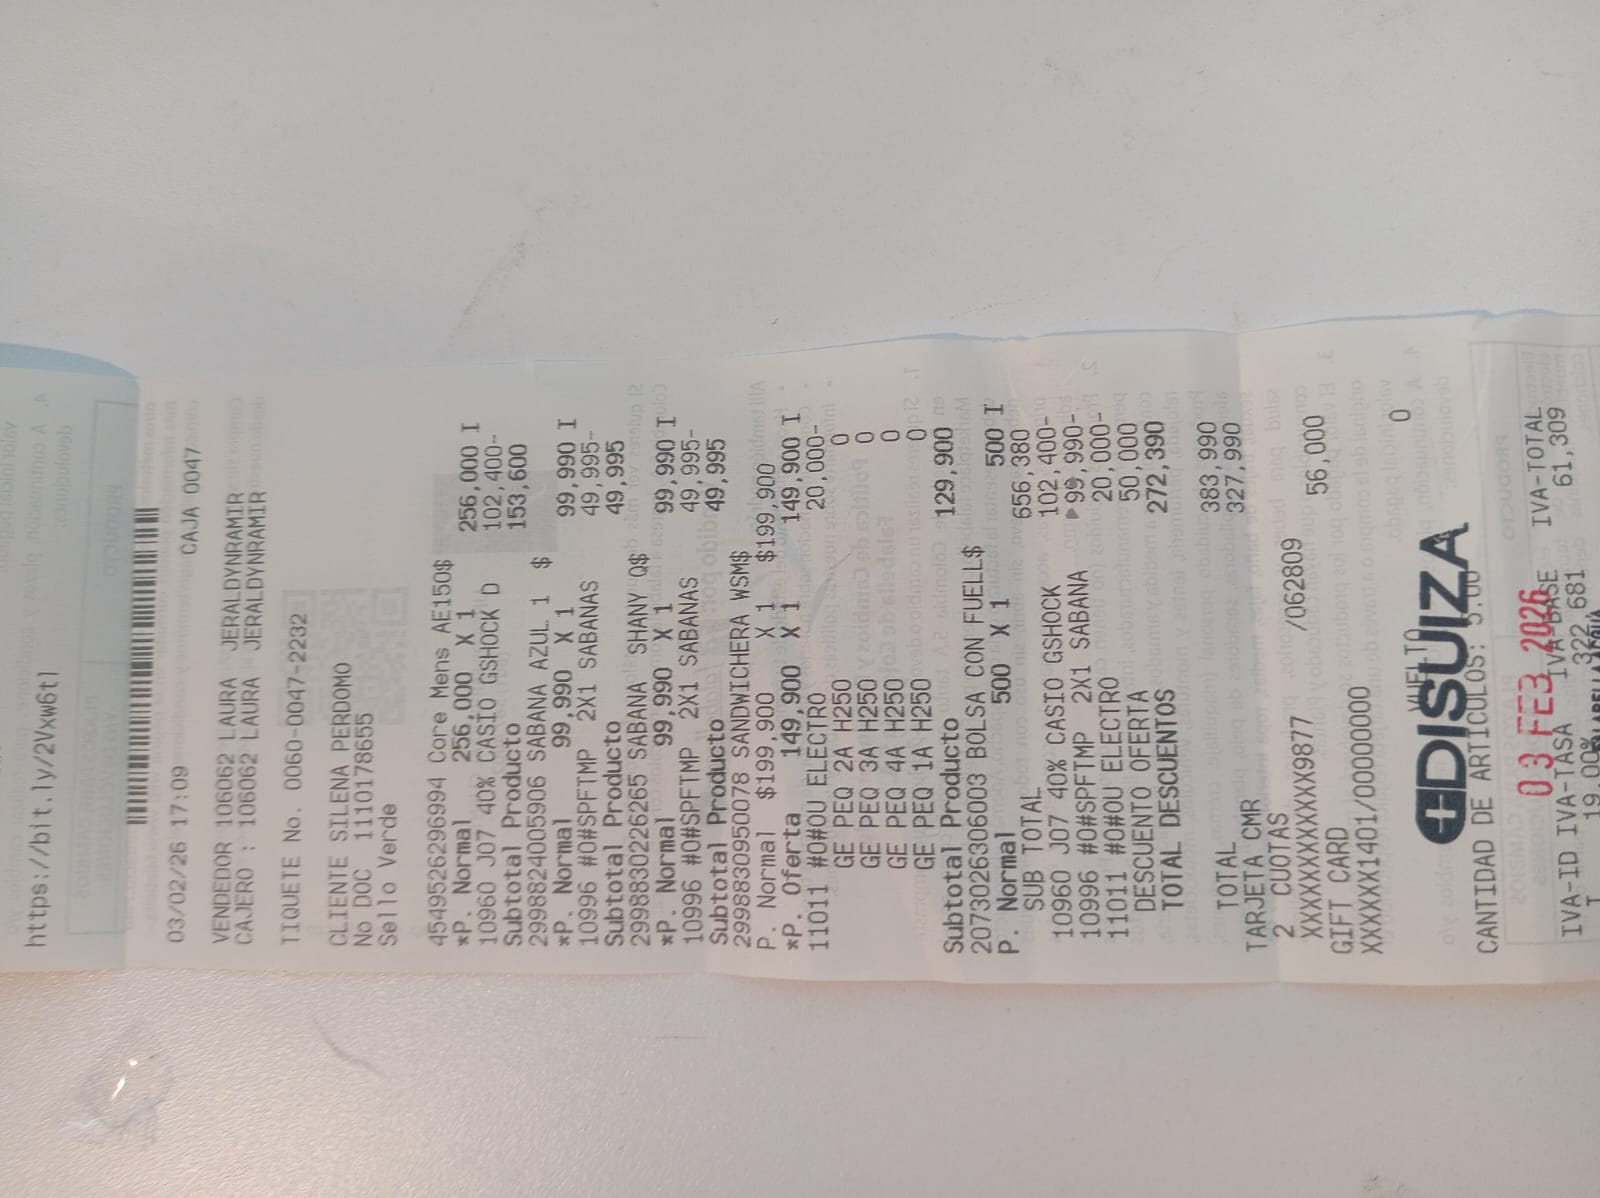 https://bit.ly/2Vxw6tl
03/02/26 17:09 CAJA 0047
VENDEDOR 106062 LAURA JERALDYNRAMIR
CAJERO : 106062 LAURA JERALDYNRAMIR
TIQUETE No. 0060-0047-2232
CLIENTE SILENA PERDOMO
No DOC 1110178655
Sello Verde
4549526296994 Core Mens AE150$
*P. Normal 256,000 X 1 256,000 I
10960 J07 40% CASIO GSHOCK D 102,400-
Subtotal Producto 153,600
2998824005906 SABANA AZUL 1 $
*P. Normal 99,990 X 1 99,990 I
10996 #0#SPFTMP 2X1 SABANAS 49,995-
Subtotal Producto 49,995
2998830226265 SABANA SHANY Q$
*P. Normal 99,990 X 1 99,990 I
10996 #0#SPFTMP 2X1 SABANAS 49,995-
Subtotal Producto 49,995
2998830950078 SANDWICHERA WSM$
P. Normal $199,900 X 1 $199,900
*P. Oferta 149,900 X 1 149,900 I
11011 #0#OU ELECTRO 20,000-
GE PEQ 2A H250 0
GE PEQ 3A H250 0
GE PEQ 4A H250 0
GE PEQ 1A H250 0
Subtotal Producto 129,900
2073026306003 BOLSA CON FUELL$
P. Normal 500 X 1 500 I
SUB TOTAL 656,380
10960 J07 40% CASIO GSHOCK 102,400-
10996 #0#SPFTMP 2X1 SABANA 99,990-
11011 #0#OU ELECTRO 20,000-
DESCUENTO OFERTA 50,000
TOTAL DESCUENTOS 272,390
TOTAL 383,990
TARJETA CMR 327,990
2 CUOTAS
XXXXXXXXXXXX9877 /062809
GIFT CARD 56,000
XXXXXX1401/000000000
VUELTO 0
DISUIZA
CANTIDAD DE ARTICULOS: 5.00
03 FEB 2026
IVA-ID IVA-TASA IVA-BASE IVA-TOTAL
19.00% 322,681 61,309